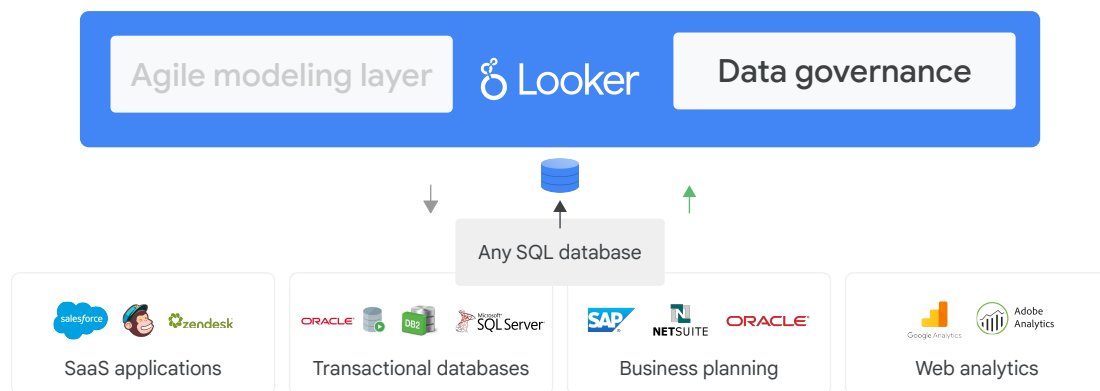 Agile modeling layer
Looker
Data governance
Any SQL database
salesforce
zendesk
ORACLE
DB2
Microsoft
SQL Server
SAP
NETSUITE
ORACLE
Google Analytics
Adobe
Analytics
SaaS applications
Transactional databases
Business planning
Web analytics